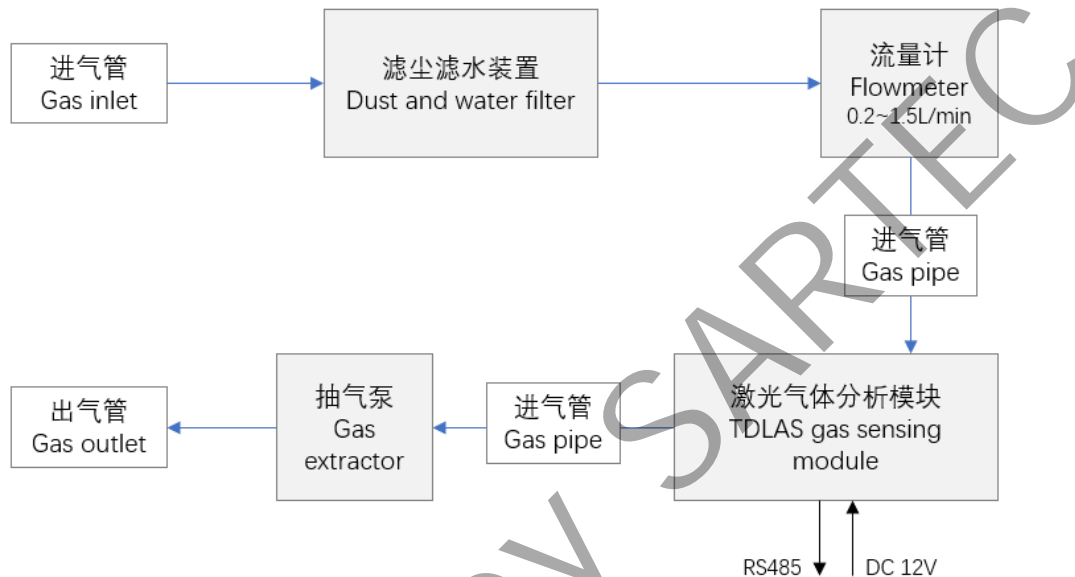 进气管
Gas inlet
滤尘滤水装置
Dust and water filter
流量计
Flowmeter
0.2~1.5L/min
进气管
Gas pipe
出气管
Gas outlet
抽气泵
Gas
extractor
进气管
Gas pipe
激光气体分析模块
TDLAS gas sensing
module
RS485
DC 12V
SARTEC